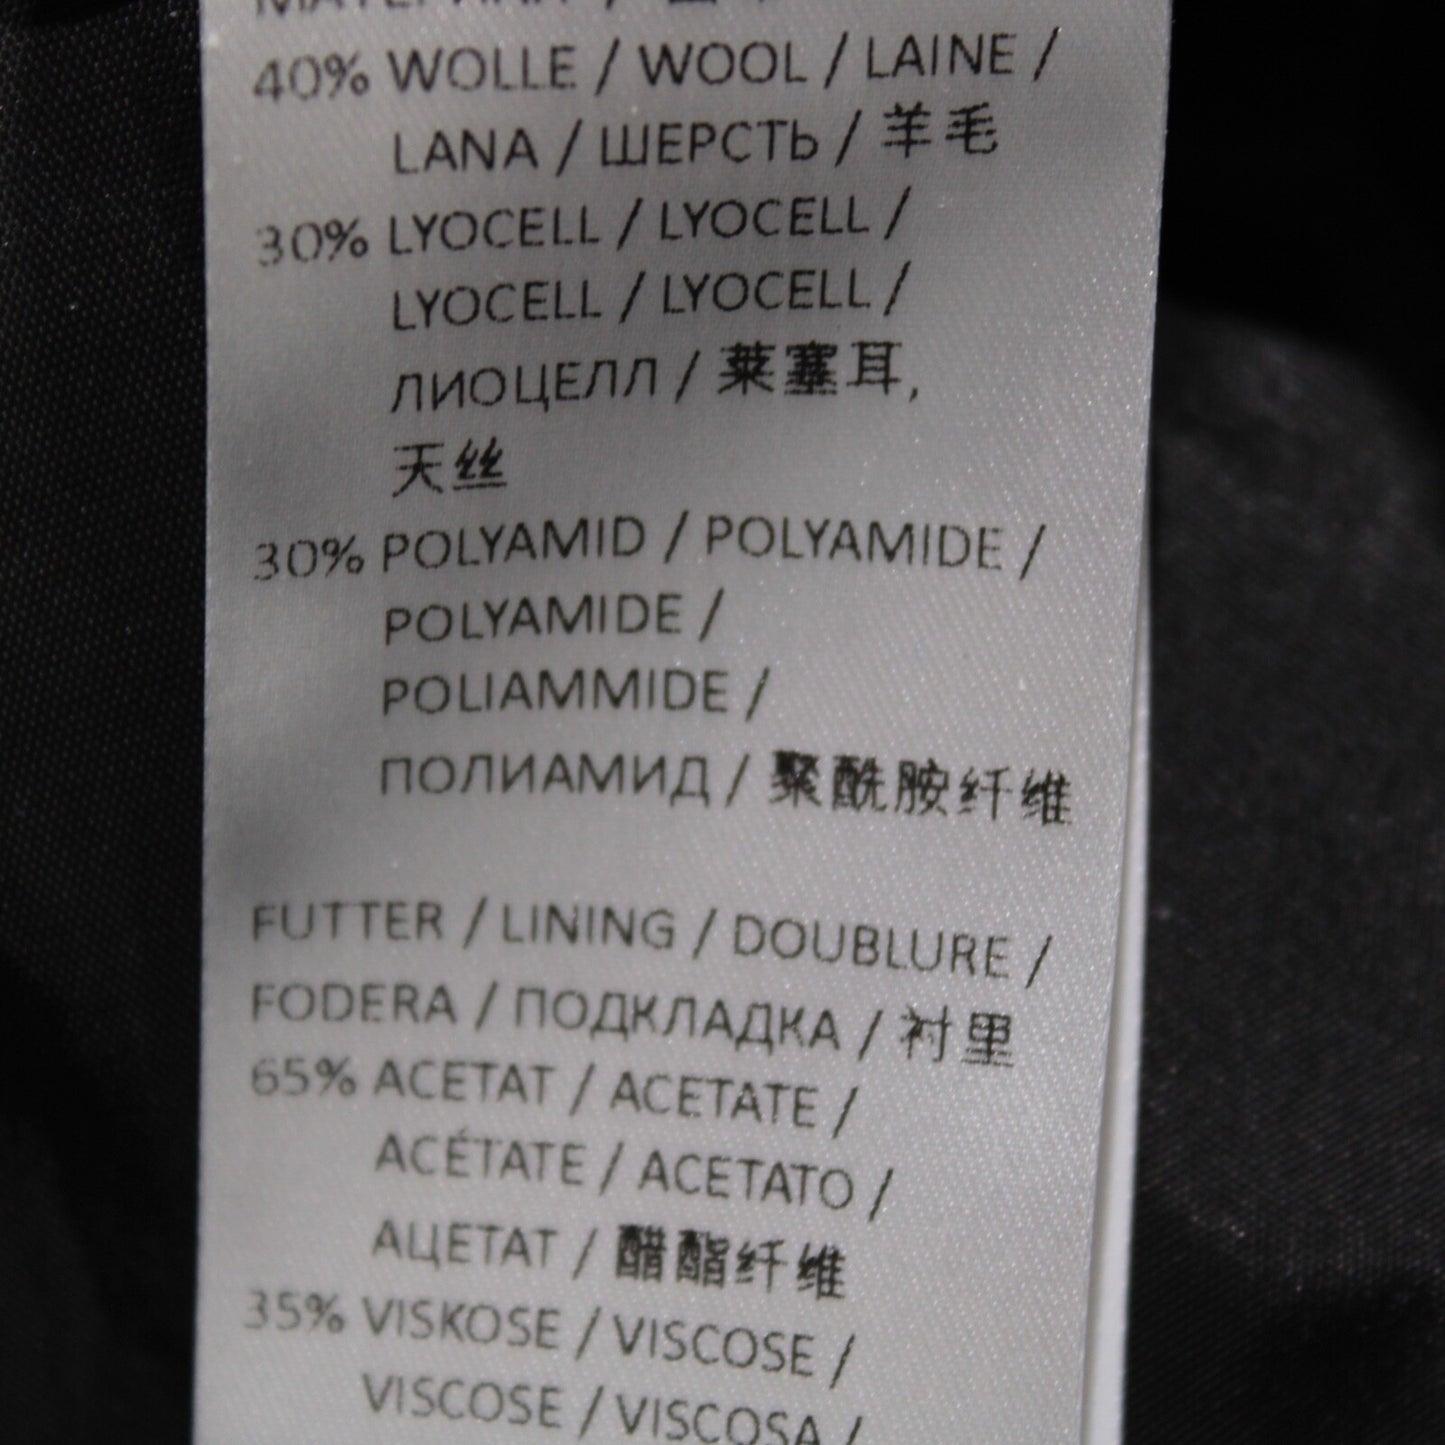 40% WOLLE / WOOL / LAINE /
LANA / ШЕРСТЬ / 羊毛
30% LYOCELL / LYOCELL /
LYOCELL / LYOCELL /
ЛИОЦЕЛЛ / 莱塞耳,
天丝
30% POLYAMID / POLYAMIDE /
POLYAMIDE /
POLIAMMIDE /
ПОЛИАМИД / 聚酰胺纤维
FUTTER / LINING / DOUBLURE /
FODERA / ПОДКЛАДКА / 衬里
65% ACETAT / ACETATE /
ACÉTATE / ACETATO /
АЦЕТАТ / 醋酯纤维
35% VISKOSE / VISCOSE /
VISCOSE / VISCOSA /